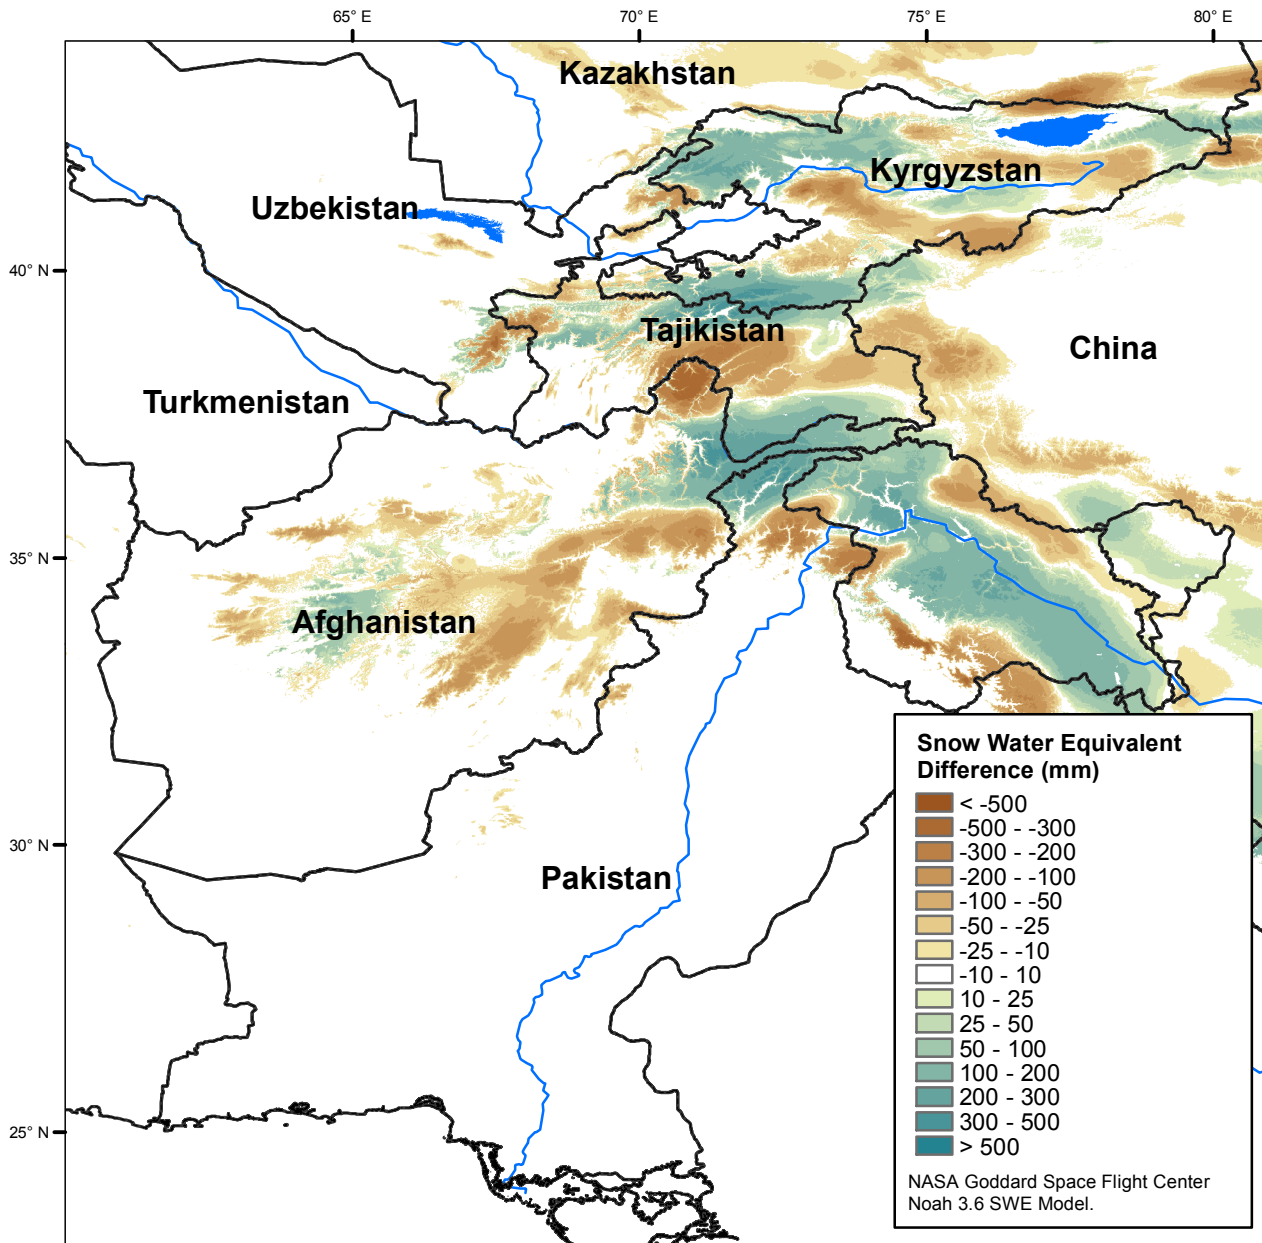 65° E
70° E
75° E
80° E
Kazakhstan
Kyrgyzstan
Uzbekistan
40° N
Tajikistan
China
Turkmenistan
35° N
Afghanistan
30° N
Pakistan
25° N
Snow Water Equivalent
Difference (mm)
< -500
-500 - -300
-300 - -200
-200 - -100
-100 - -50
-50 - -25
-25 - -10
-10 - 10
10 - 25
25 - 50
50 - 100
100 - 200
200 - 300
300 - 500
> 500
NASA Goddard Space Flight Center
Noah 3.6 SWE Model.